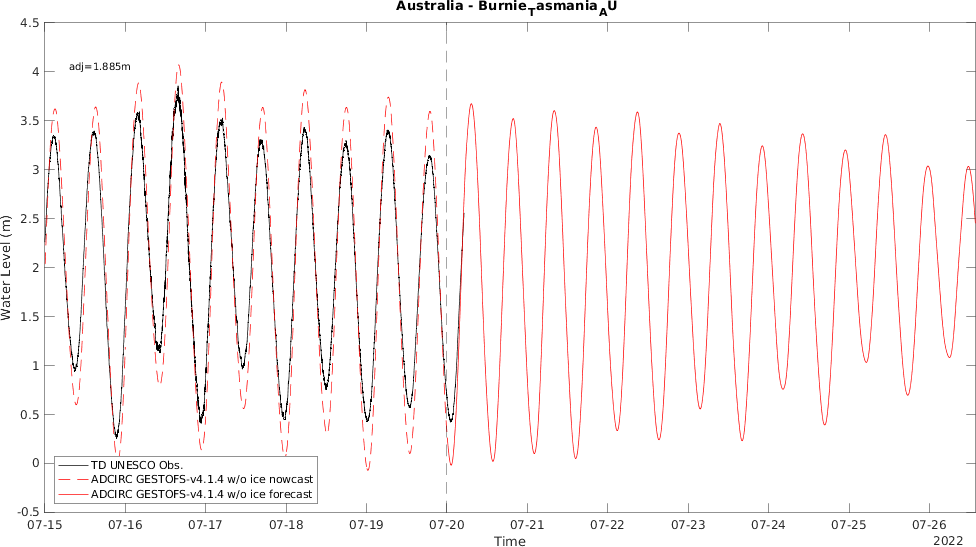 Australia - Burnie_Tasmania_AU
adj=1.885m
4.5
4
3.5
3
2.5
2
1.5
1
0.5
0
-0.5
Water Level (m)
TD UNESCO Obs.
ADCIRC GESTOFS-v4.1.4 w/o ice nowcast
ADCIRC GESTOFS-v4.1.4 w/o ice forecast
07-15 07-16 07-17 07-18 07-19 07-20 07-21 07-22 07-23 07-24 07-25 07-26
Time
2022